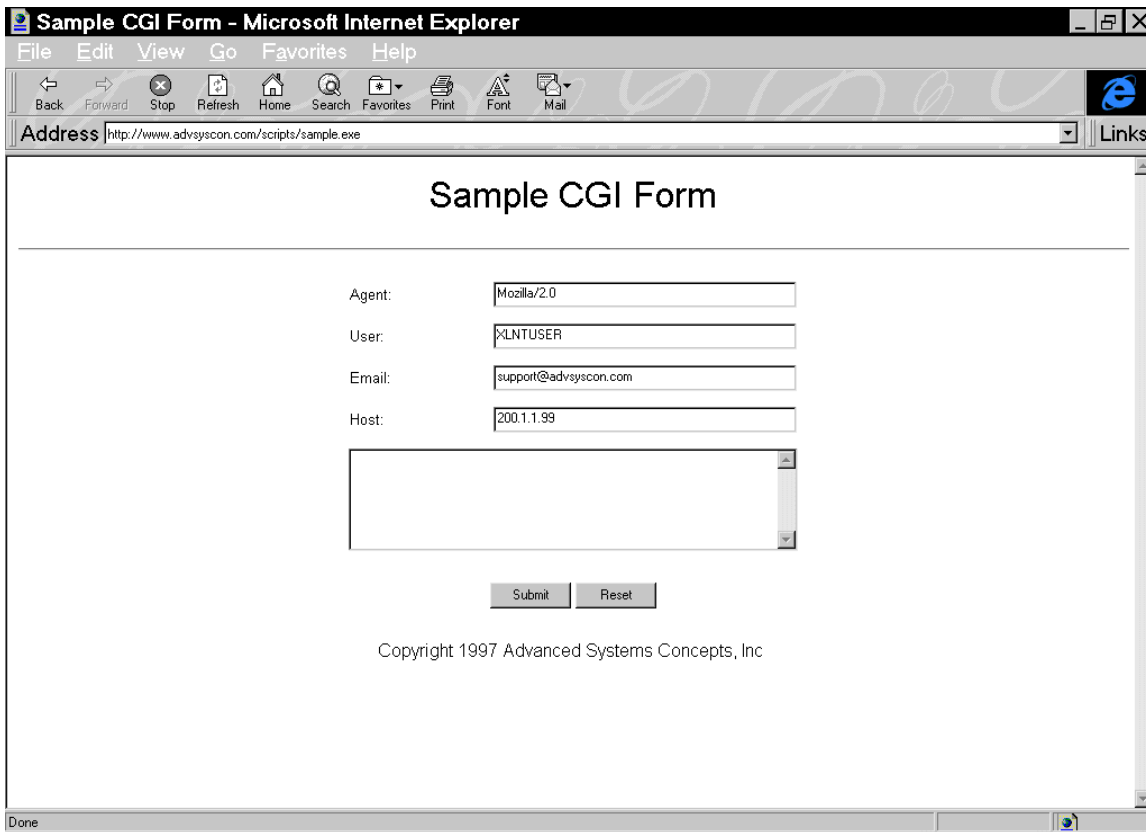 Sample CGI Form - Microsoft Internet Explorer
File Edit View Go Favorites Help
Back Forward Stop Refresh Home Search Favorites Print Font Mail
Address http://www.advsyscon.com/scripts/sample.exe Links
Sample CGI Form
Agent: Mozilla/2.0
User: XLNTUSER
Email: support@advsyscon.com
Host: 200.1.1.99
Submit Reset
Copyright 1997 Advanced Systems Concepts, Inc
Done